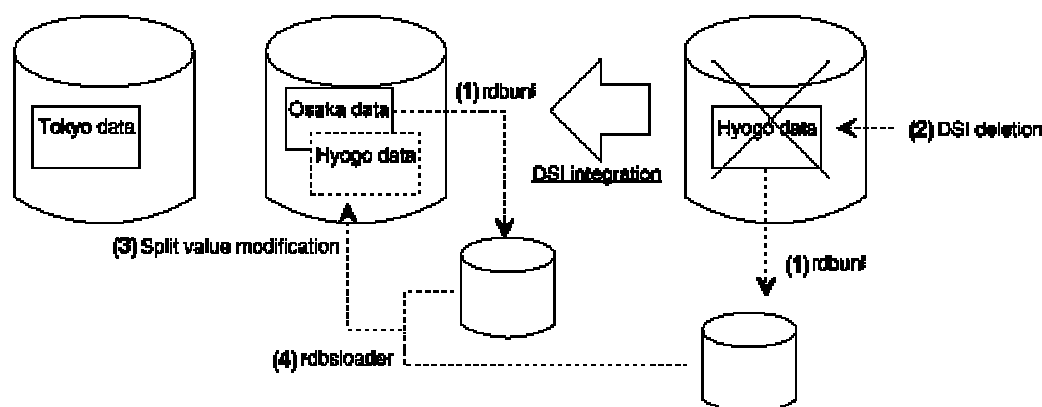 Tokyo data
Osaka data
Hyogo data
(1) rdbunl
DSI integration
Hyogo data
(2) DSI deletion
(3) Split value modification
(1) rdbunl
(4) rdbsloader